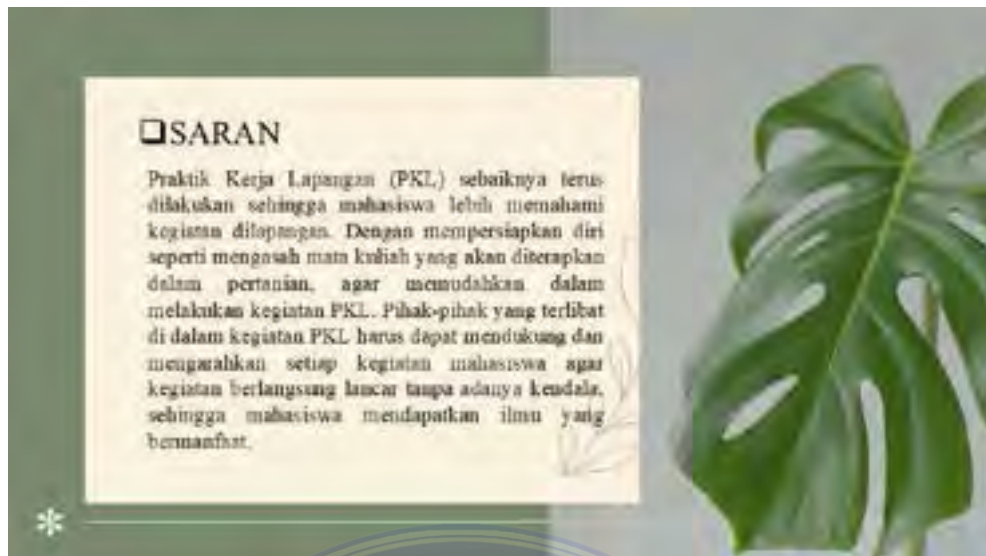 ❑SARAN
Praktik Kerja Lapangan (PKL) sebaiknya terus
dilakukan sehingga mahasiswa lebih memahami
kegiatan dilapangan. Dengan mempersiapkan diri
seperti mengasah mata kuliah yang akan diterapkan
dalam pertanian, agar memudahkan dalam
melakukan kegiatan PKL. Pihak-pihak yang terlibat
di dalam kegiatan PKL harus dapat mendukung dan
mengarahkan setiap kegiatan mahasiswa agar
kegiatan berlangsung lancar tanpa adanya kendala,
sehingga mahasiswa mendapatkan ilmu yang
bermanfaat.